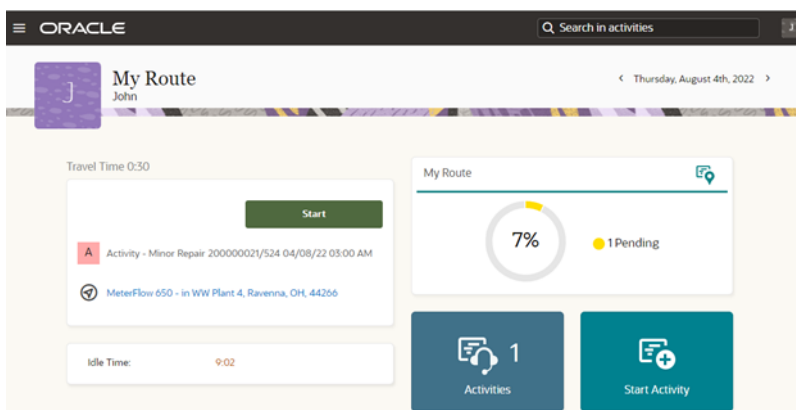 ORACLE
Search in activities
J
My Route
John
Thursday, August 4th, 2022
J
Travel Time 0:30
Start
A Activity - Minor Repair 200000021/524 04/08/22 03:00 AM
MeterFlow 650 - in WW Plant 4, Ravenna, OH, 44266
Idle Time: 9:02
My Route
7%
1 Pending
1
Activities
Start Activity